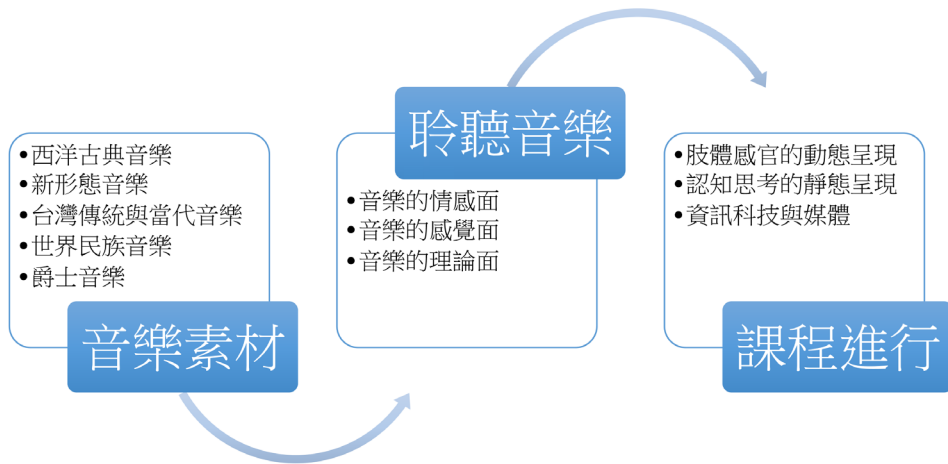 •西洋古典音樂
•新形態音樂
•台灣傳統與當代音樂
•世界民族音樂
•爵士音樂
音樂素材
聆聽音樂
•音樂的情感面
•音樂的感覺面
•音樂的理論面
•肢體感官的動態呈現
•認知思考的靜態呈現
•資訊科技與媒體
課程進行